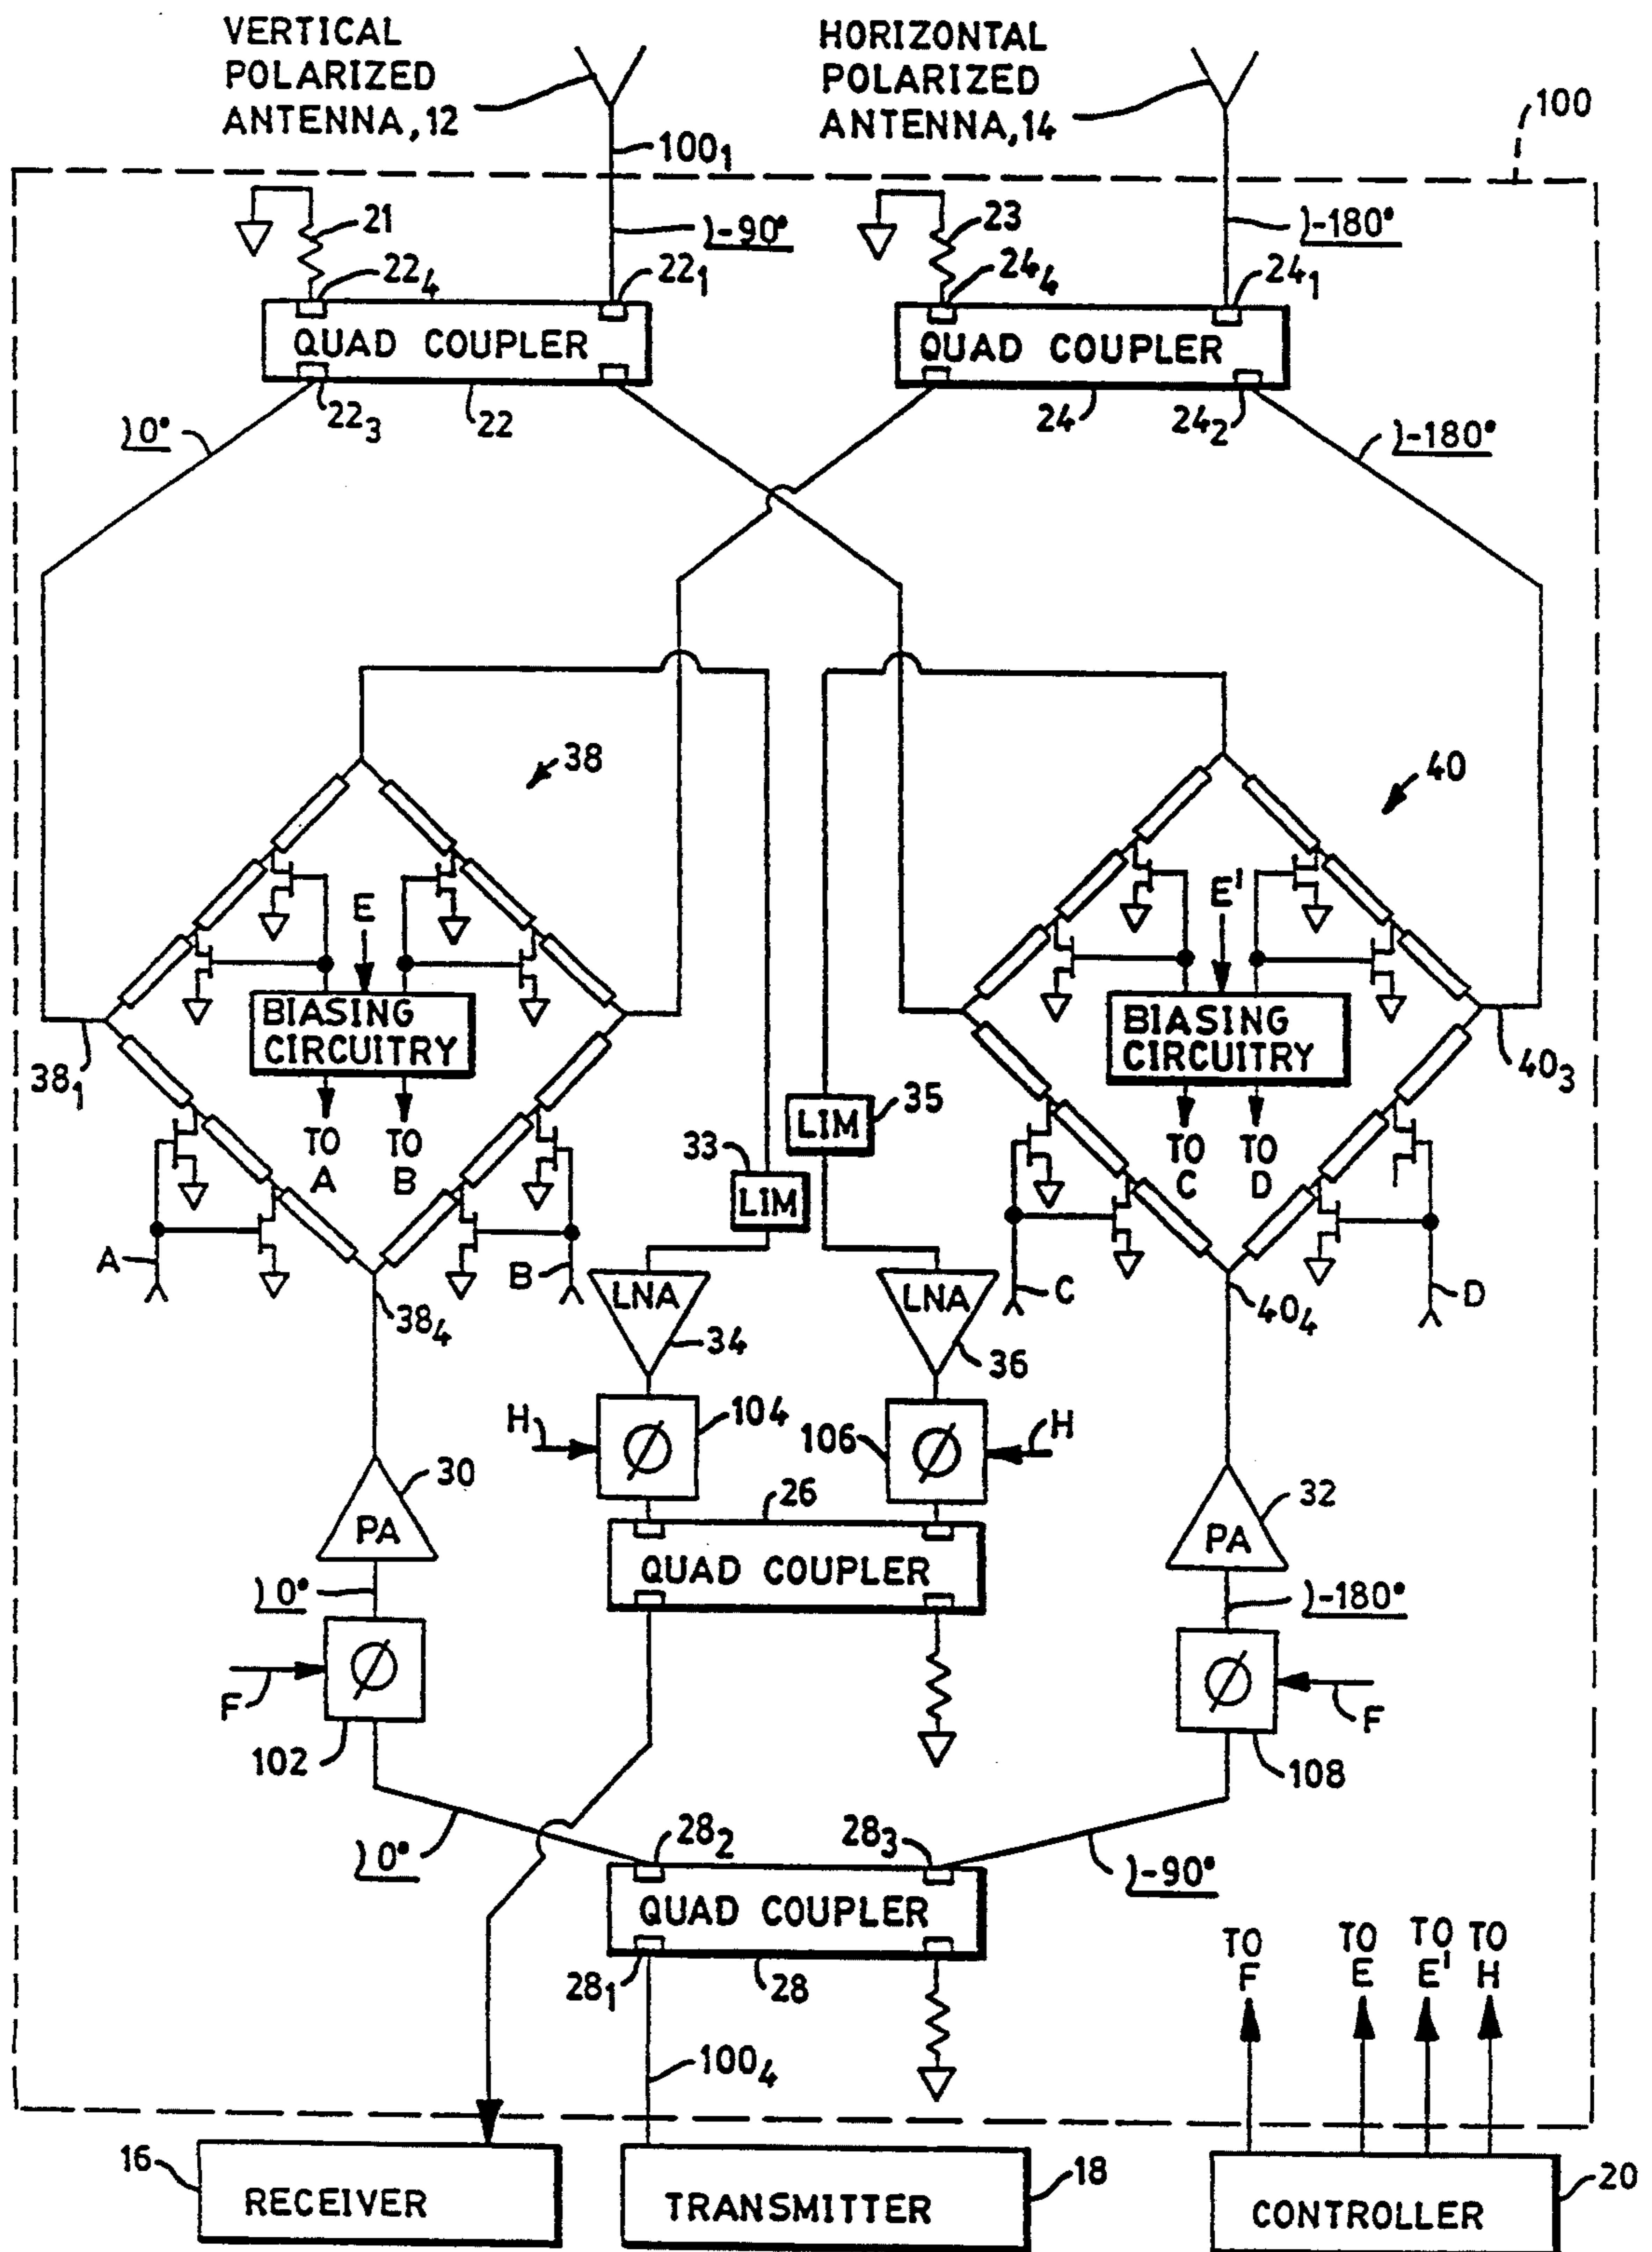 VERTICAL
POLARIZED
ANTENNA, 12
HORIZONTAL
POLARIZED
ANTENNA, 14
100
100₁
)-90°
)-180°
21
22₄
22₁
23
24₄
24₁
QUAD COUPLER
QUAD COUPLER
22₃
22
24
24₂
)0°
)-180°
38
40
E
E'
BIASING
CIRCUITRY
BIASING
CIRCUITRY
38₁
40₃
TO
A
TO
B
33
LIM
35
LIM
TO
C
TO
D
A
B
C
D
38₄
LNA
34
LNA
36
40₄
H
104
106
H
30
PA
26
QUAD COUPLER
32
PA
)0°
)-180°
F
102
F
108
)0°
28₂
28₃
)-90°
QUAD COUPLER
28₁
28
100₄
TO
F
TO
E
TO
E'
TO
H
16
RECEIVER
TRANSMITTER
18
CONTROLLER
20